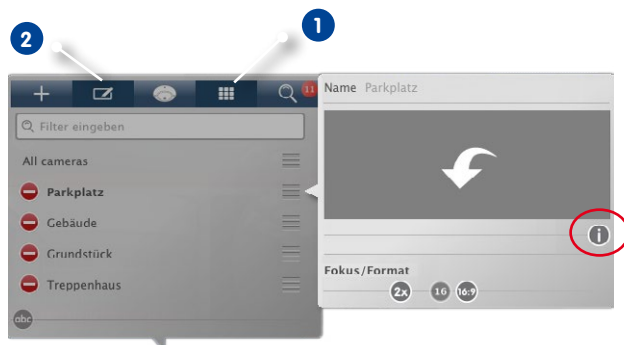 2
1
11
Filter eingeben
All cameras
Parkplatz
Gebäude
Grundstück
Treppenhaus
abc
Name Parkplatz
i
Fokus/Format
2x 16 16:9